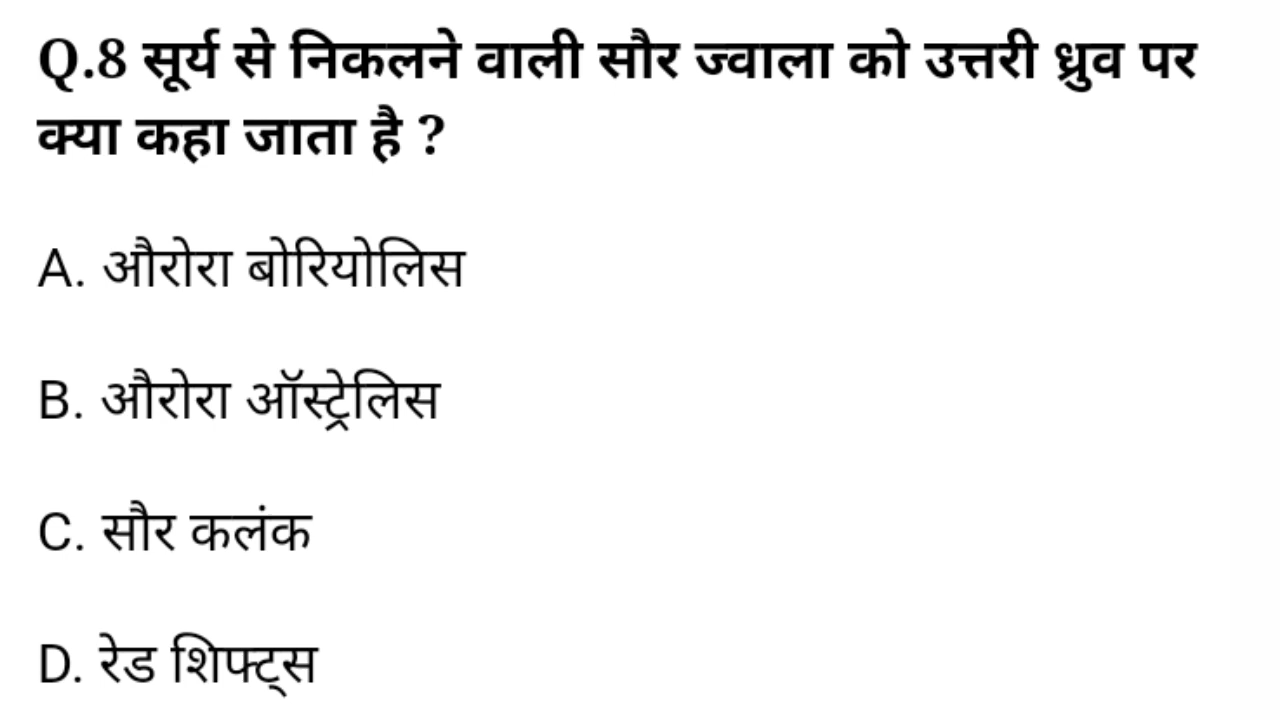 Q.8 सूर्य से निकलने वाली सौर ज्वाला को उत्तरी ध्रुव पर
क्या कहा जाता है ?
A. औरोरा बोरियोलिस
B. औरोरा ऑस्ट्रेलिस
C. सौर कलंक
D. रेड शिफ्ट्स